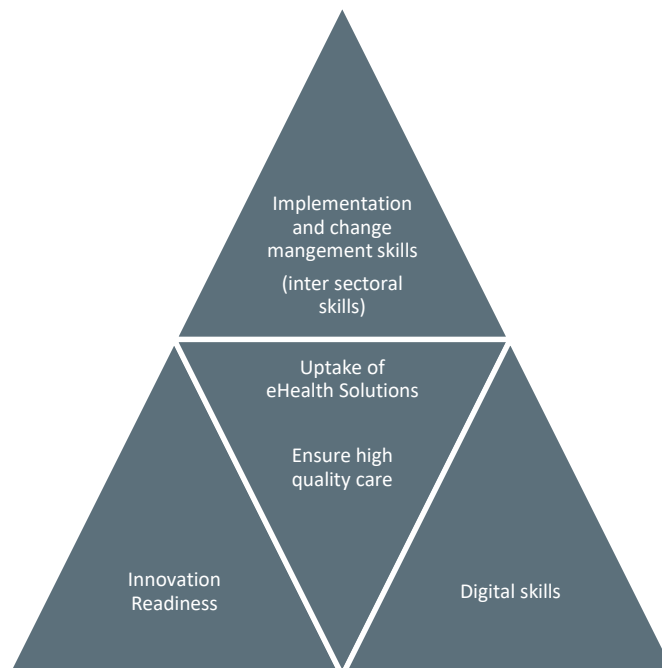 Implementation
and change
mangement skills
(inter sectoral
skills)
Uptake of
eHealth Solutions
Ensure high
quality care
Innovation
Readiness
Digital skills